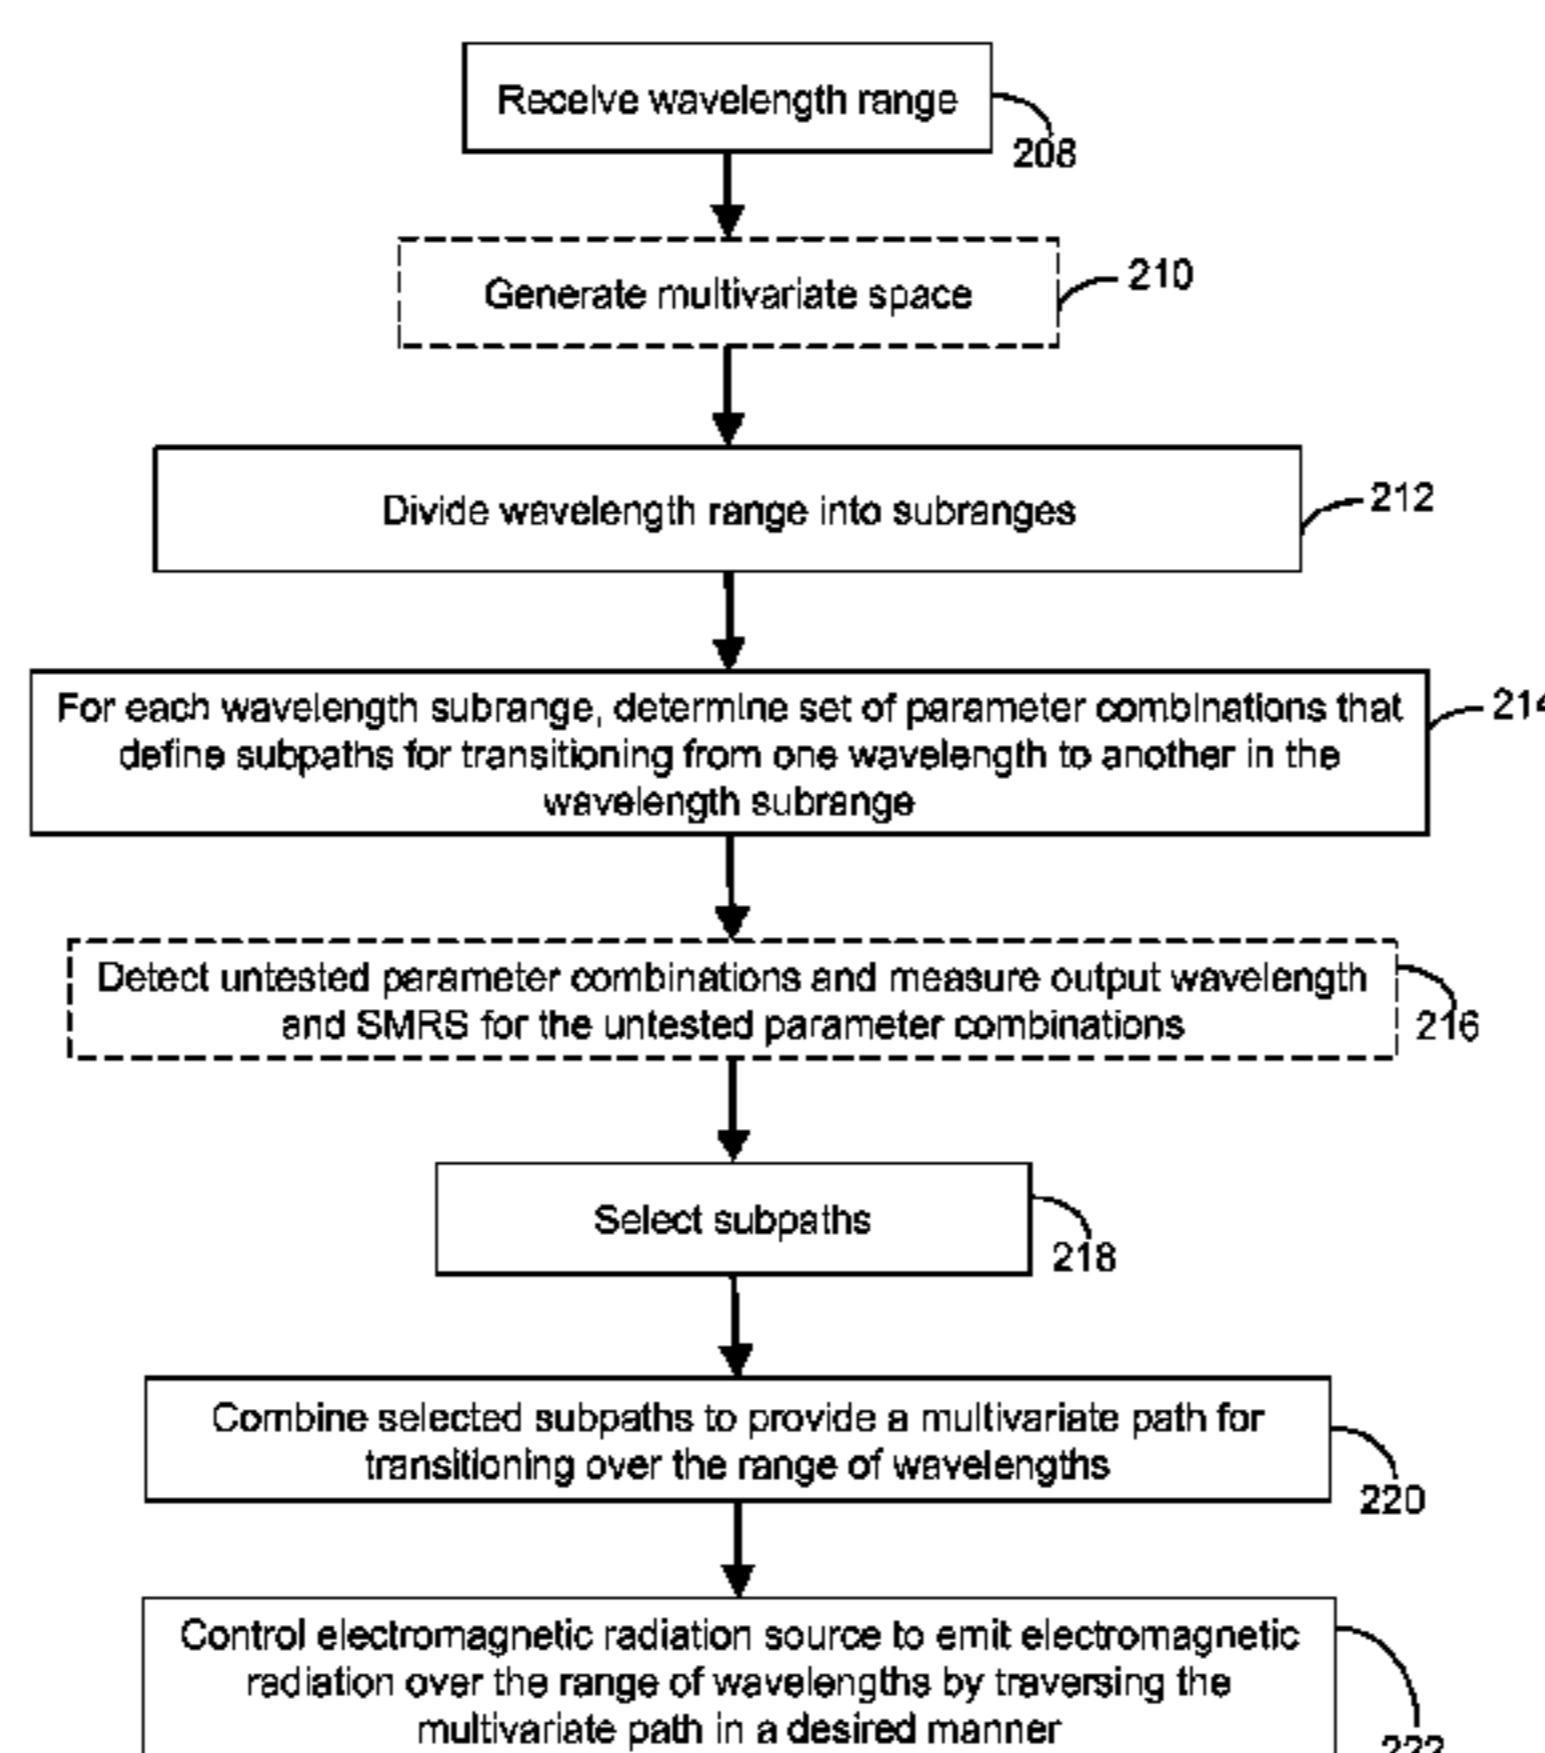 Receive wavelength range
208
Generate multivariate space
210
Divide wavelength range into subranges
212
For each wavelength subrange, determine set of parameter combinations that
define subpaths for transitioning from one wavelength to another in the
wavelength subrange
214
Detect untested parameter combinations and measure output wavelength
and SMRS for the untested parameter combinations
216
Select subpaths
218
Combine selected subpaths to provide a multivariate path for
transitioning over the range of wavelengths
220
Control electromagnetic radiation source to emit electromagnetic
radiation over the range of wavelengths by traversing the
multivariate path in a desired manner